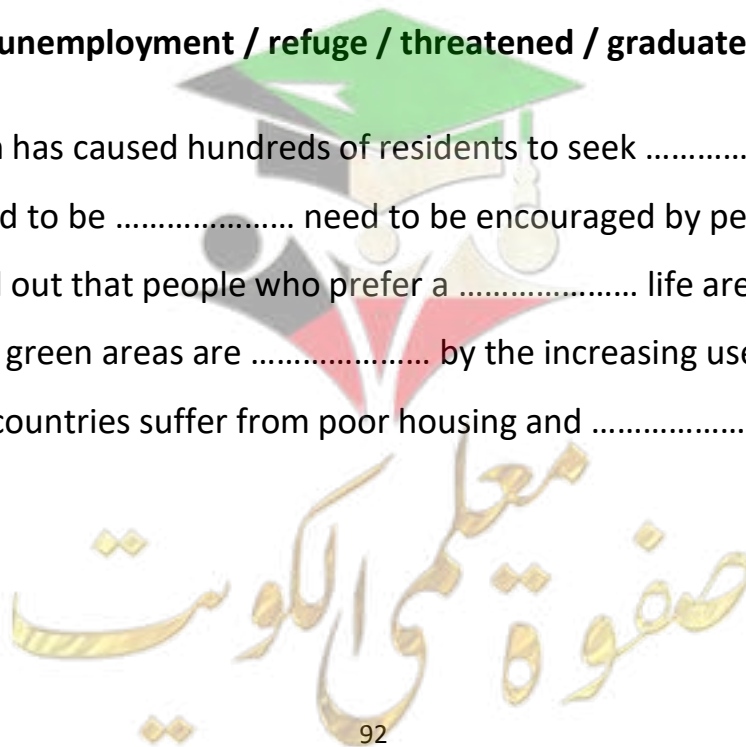 unemployment / refuge / threatened / graduate
has caused hundreds of residents to seek ............
d to be ..................... need to be encouraged by pe
out that people who prefer a ..................... life are
green areas are ..................... by the increasing use
countries suffer from poor housing and ..................
صفوة معلمى الكويت
92